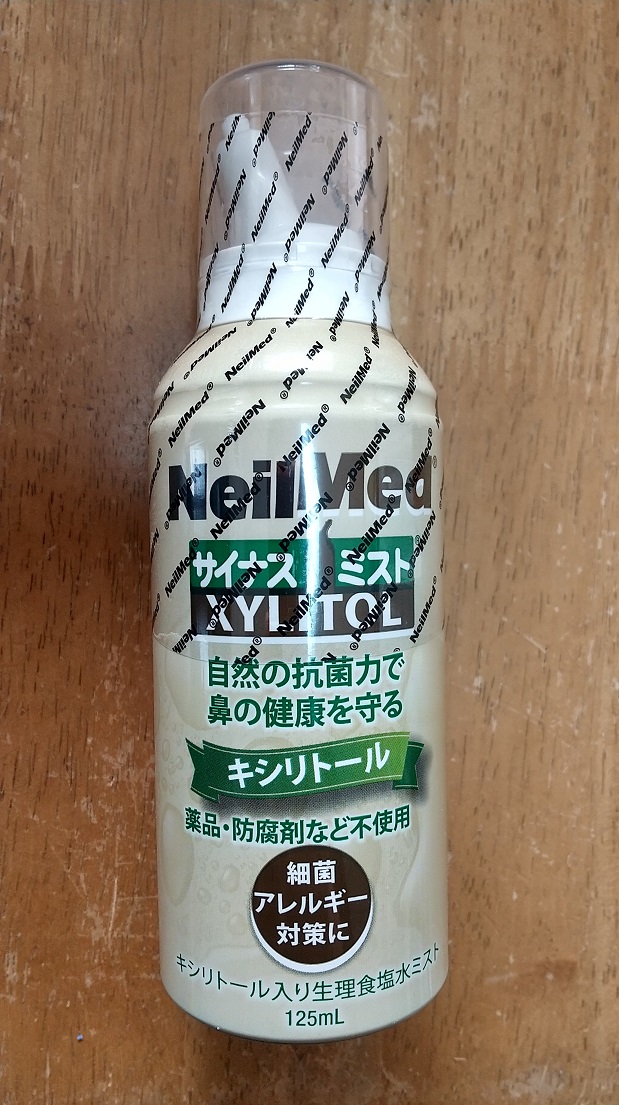 NeilMed®
サイナス ミスト
XYLITOL
自然の抗菌力で
鼻の健康を守る
キシリトール
薬品・防腐剤など不使用
細菌
アレルギー
対策に
キシリトール入り生理食塩水ミスト
125mL